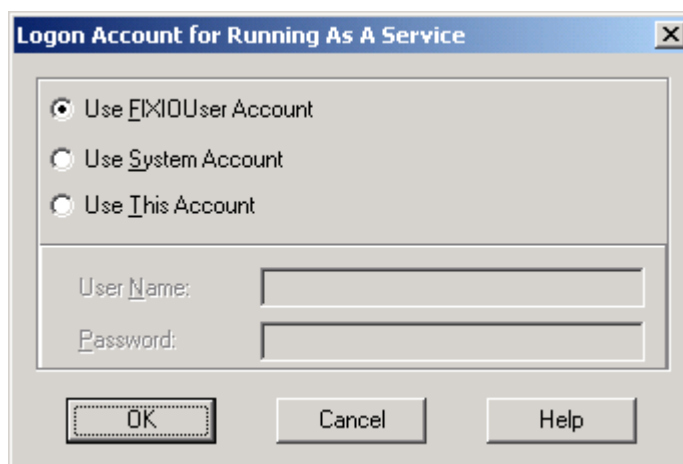 Logon Account for Running As A Service
Use FIXIOUser Account
Use System Account
Use This Account
User Name:
Password:
OK Cancel Help